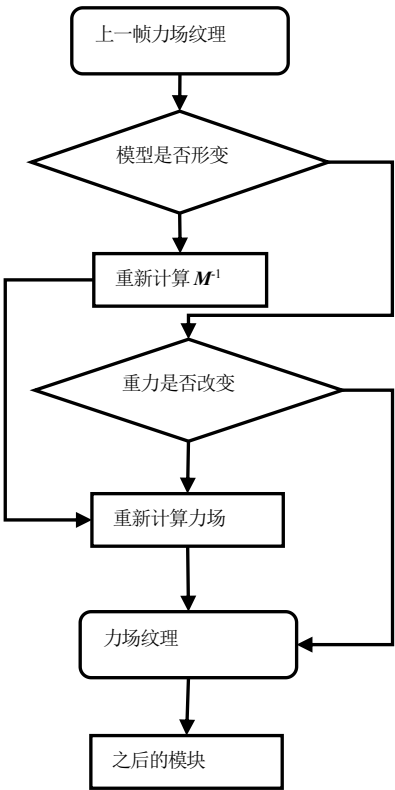 上一帧力场纹理
模型是否形变
重新计算 M⁻¹
重力是否改变
重新计算力场
力场纹理
之后的模块